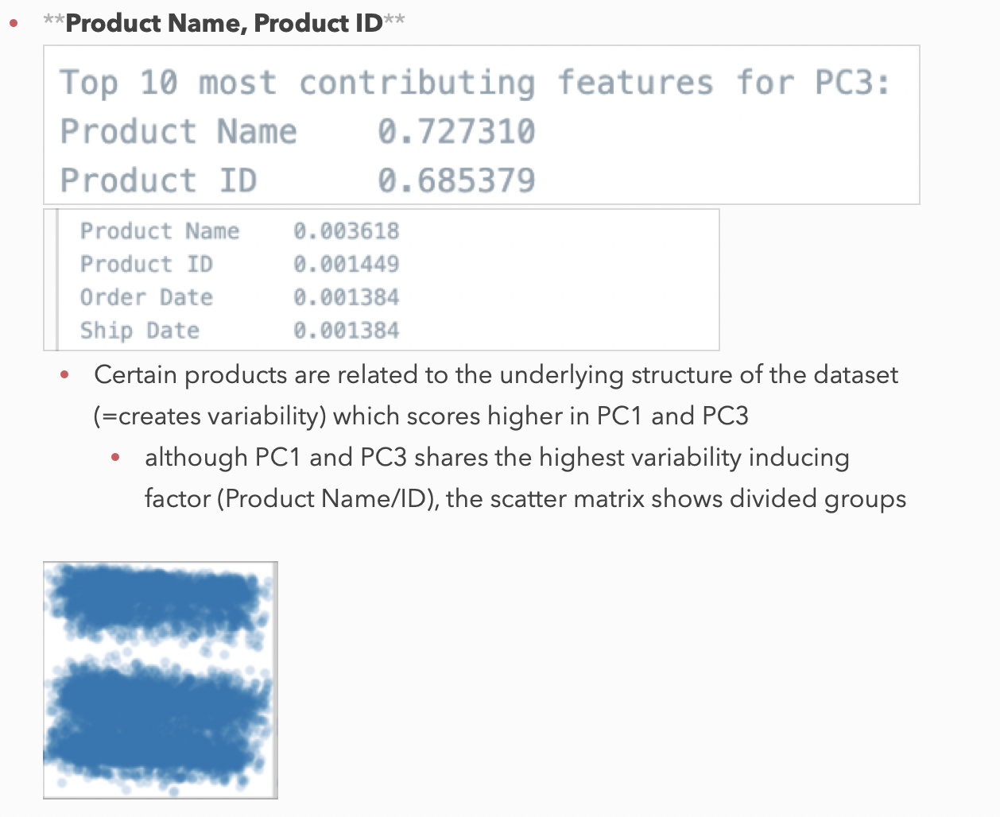 **Product Name, Product ID**
Top 10 most contributing features for PC3:
Product Name 0.727310
Product ID 0.685379
Product Name 0.003618
Product ID 0.001449
Order Date 0.001384
Ship Date 0.001384
Certain products are related to the underlying structure of the dataset
(=creates variability) which scores higher in PC1 and PC3
although PC1 and PC3 shares the highest variability inducing
factor (Product Name/ID), the scatter matrix shows divided groups